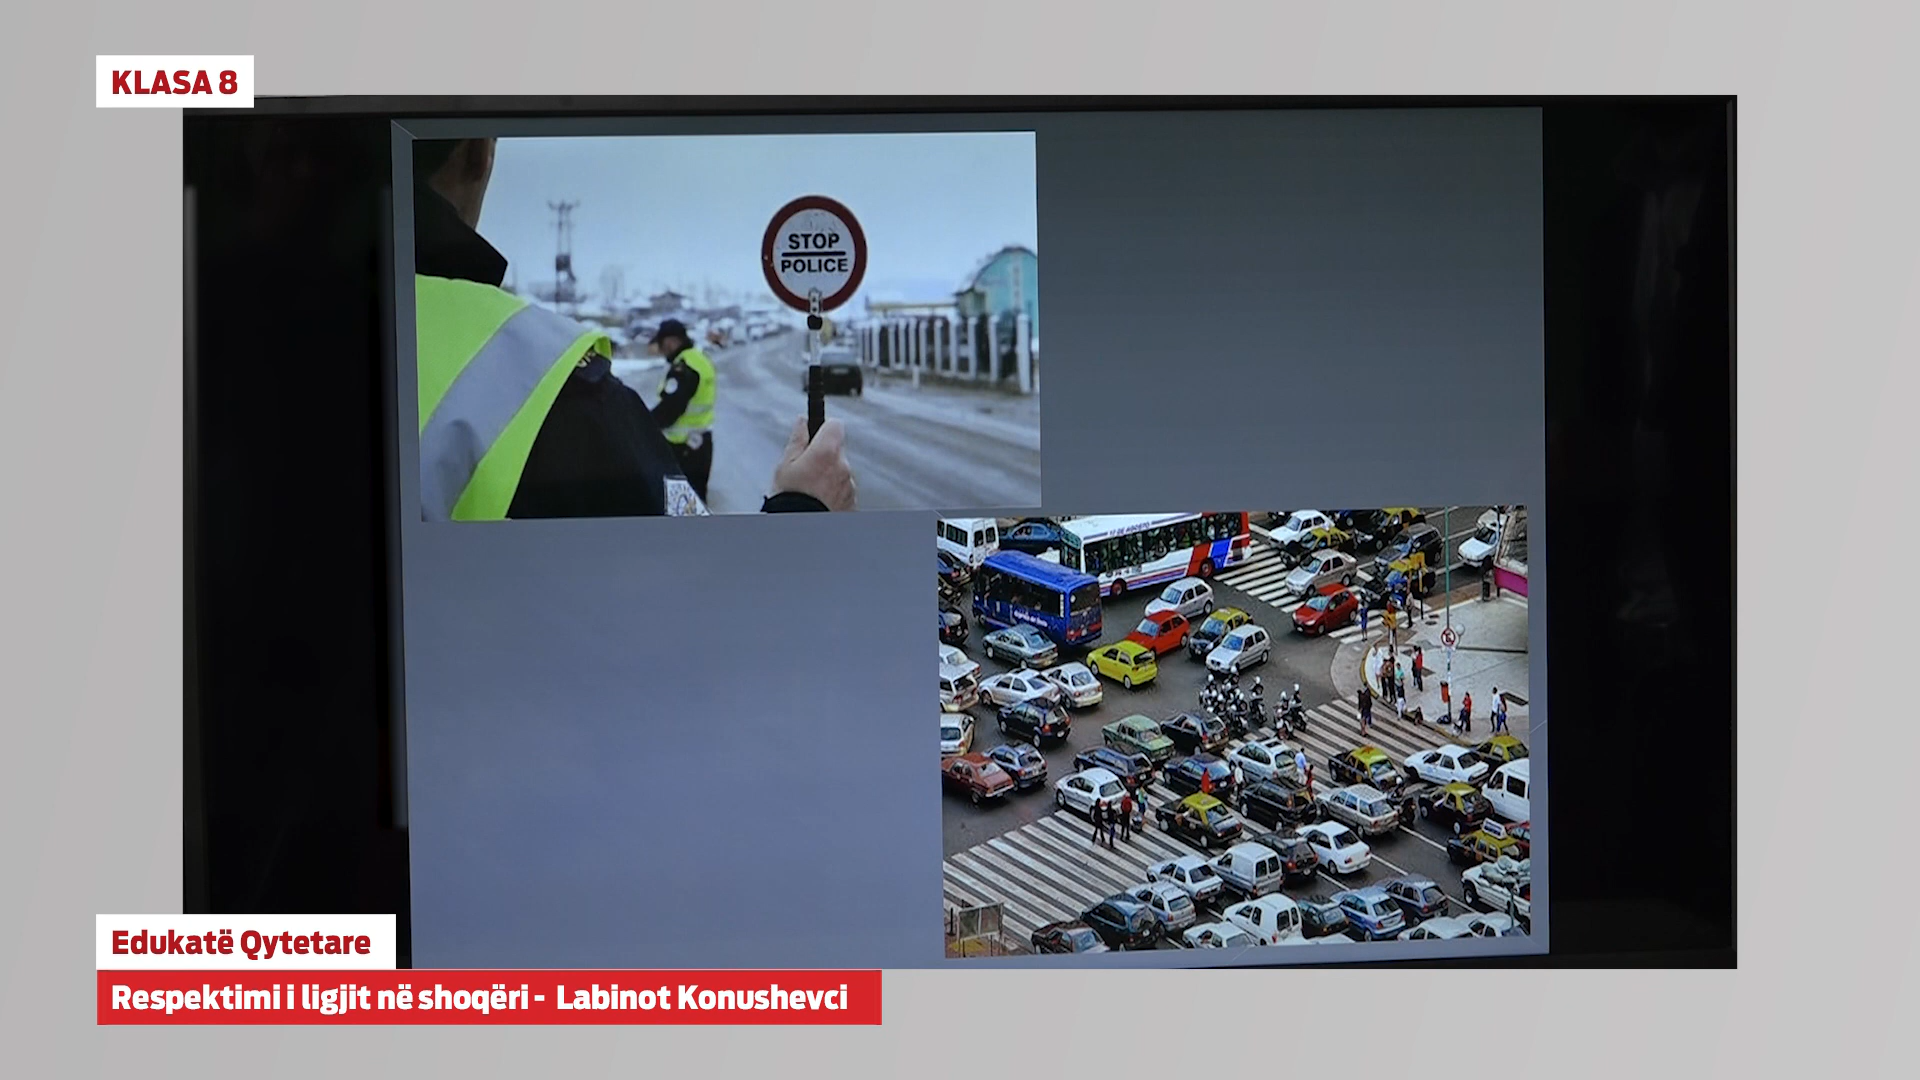 KLASA 8
STOP
POLICE
Edukatë Qytetare
Respektimi i ligjit në shoqëri - Labinot Konushevci